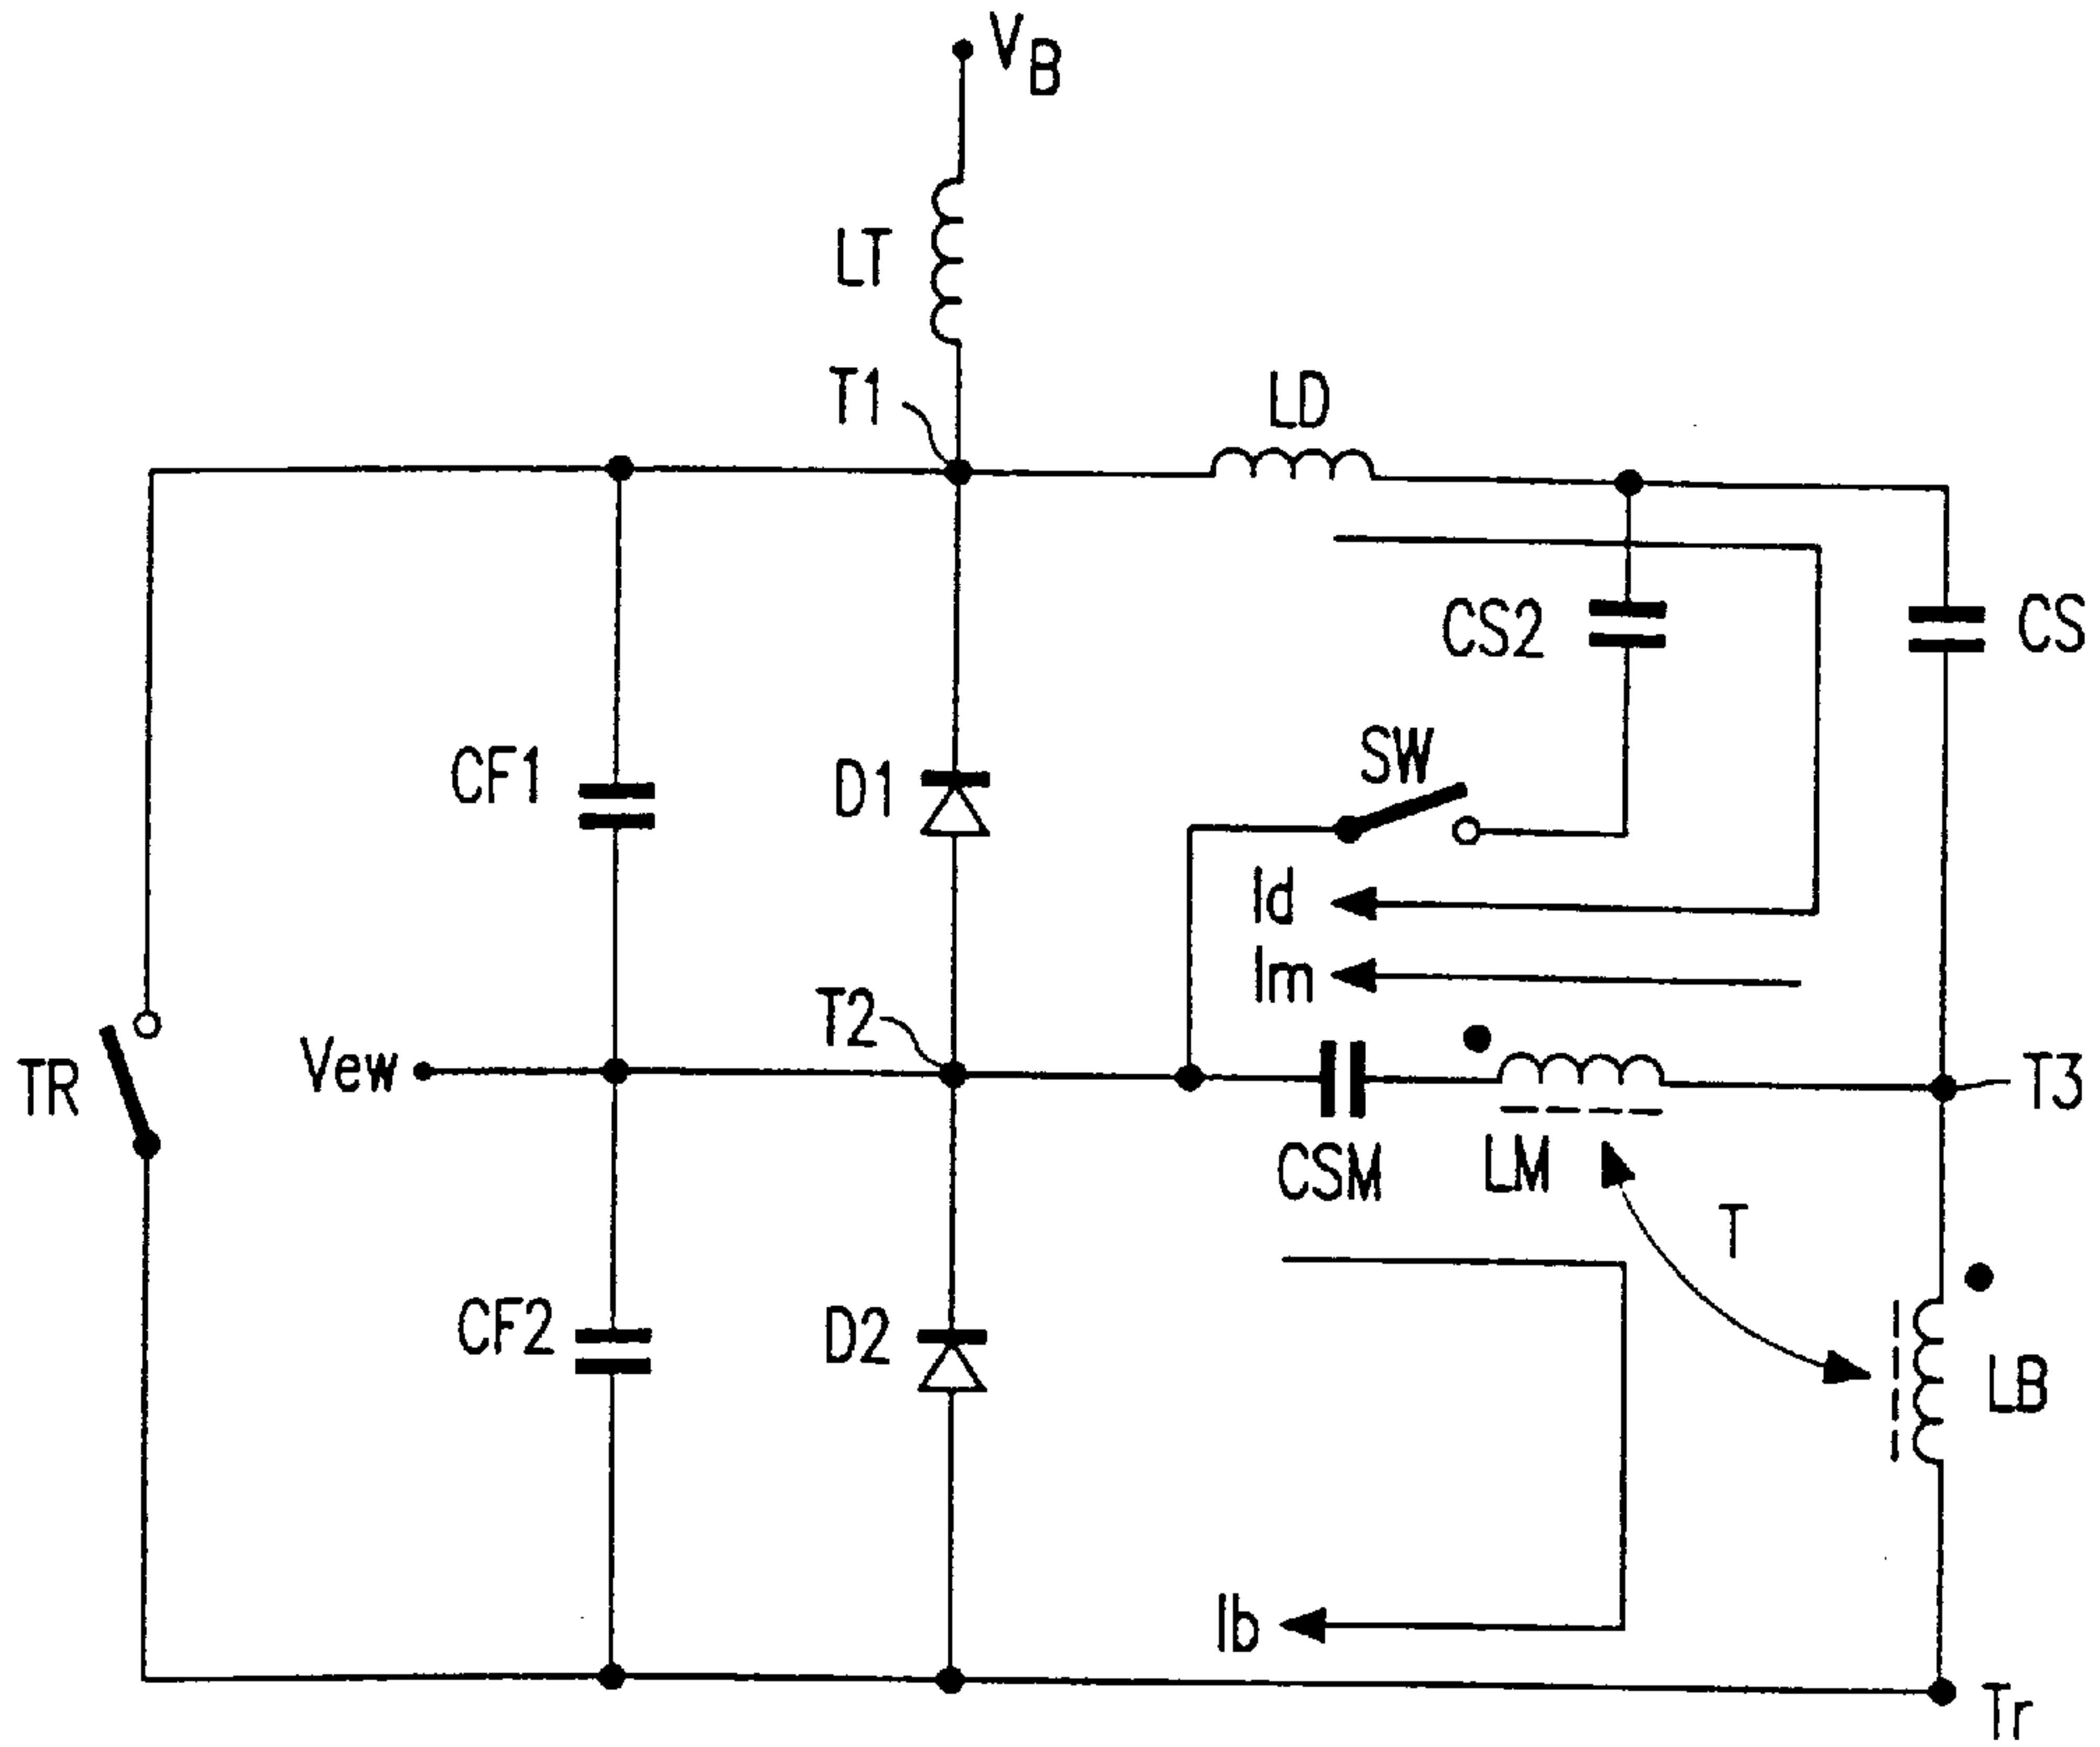 VB
LT
T1
LD
CS2
CS
SW
CF1
D1
Id
Im
T2
Vew
TR
T3
CSM
LM
T
CF2
D2
LB
Ib
Tr